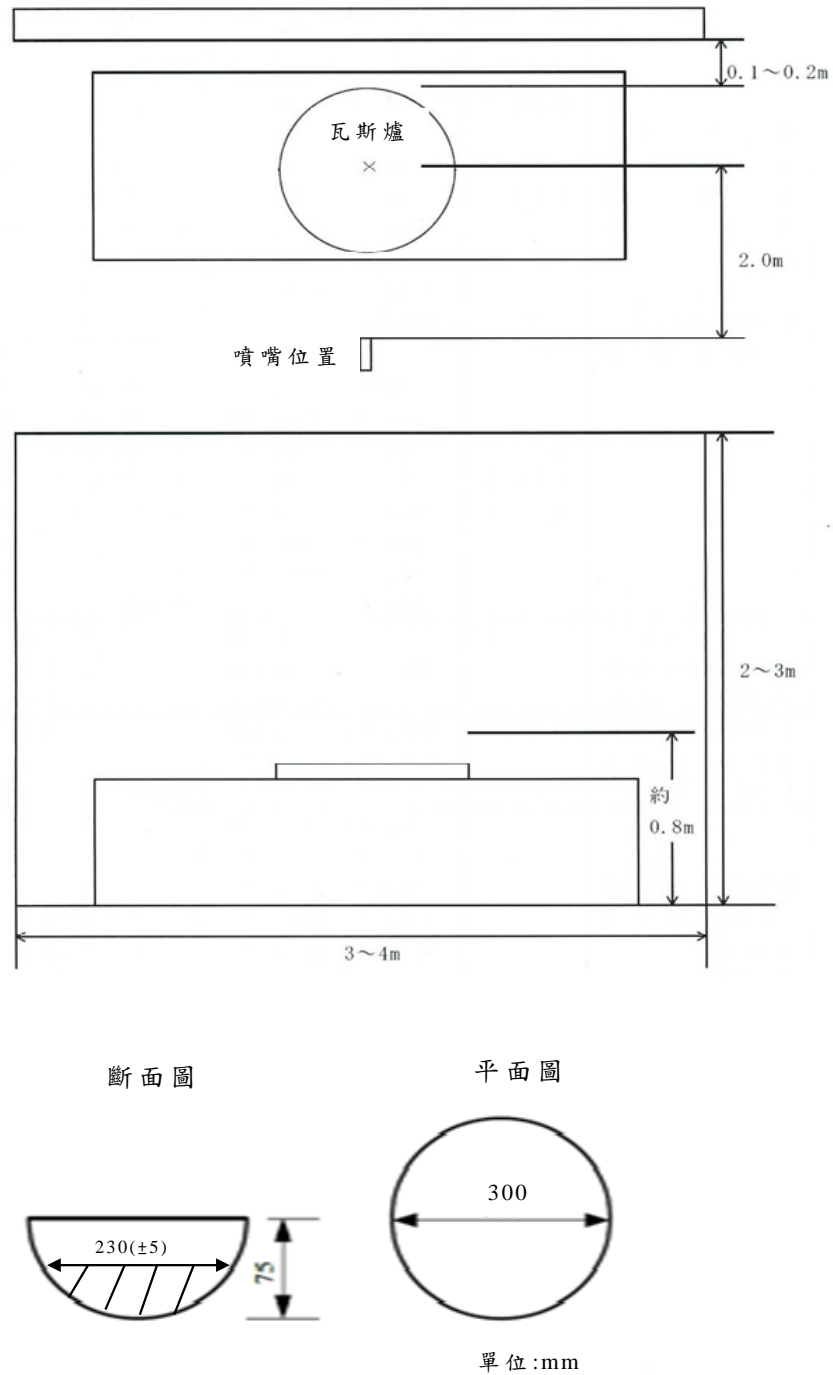 0.1～0.2m
瓦斯爐
2.0m
噴嘴位置
2～3m
約
0.8m
3～4m
斷面圖
平面圖
230(±5)
75
300
單位:mm